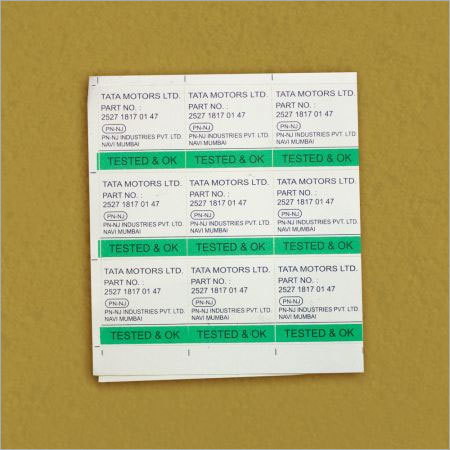 TATA MOTORS LTD. TATA MOTORS LTD. TATA MOTORS LTD.
PART NO. : PART NO. : PART NO. :
2527 1817 01 47 2527 1817 01 47 2527 1817 01 47
PN-NJ PN-NJ PN-NJ
PN-NJ INDUSTRIES PVT. LTD. PN-NJ INDUSTRIES PVT. LTD. PN-NJ INDUSTRIES PVT. LTD.
NAVI MUMBAI NAVI MUMBAI NAVI MUMBAI
TESTED & OK TESTED & OK TESTED & OK
TATA MOTORS LTD. TATA MOTORS LTD. TATA MOTORS LTD.
PART NO. : PART NO. : PART NO. :
2527 1817 01 47 2527 1817 01 47 2527 1817 01 47
PN-NJ PN-NJ PN-NJ
PN-NJ INDUSTRIES PVT. LTD. PN-NJ INDUSTRIES PVT. LTD. PN-NJ INDUSTRIES PVT. LTD.
NAVI MUMBAI NAVI MUMBAI NAVI MUMBAI
TESTED & OK TESTED & OK TESTED & OK
TATA MOTORS LTD. TATA MOTORS LTD. TATA MOTORS LTD.
PART NO. : PART NO. : PART NO. :
2527 1817 01 47 2527 1817 01 47 2527 1817 01 47
PN-NJ PN-NJ PN-NJ
PN-NJ INDUSTRIES PVT. LTD. PN-NJ INDUSTRIES PVT. LTD. PN-NJ INDUSTRIES PVT. LTD.
NAVI MUMBAI NAVI MUMBAI NAVI MUMBAI
TESTED & OK TESTED & OK TESTED & OK